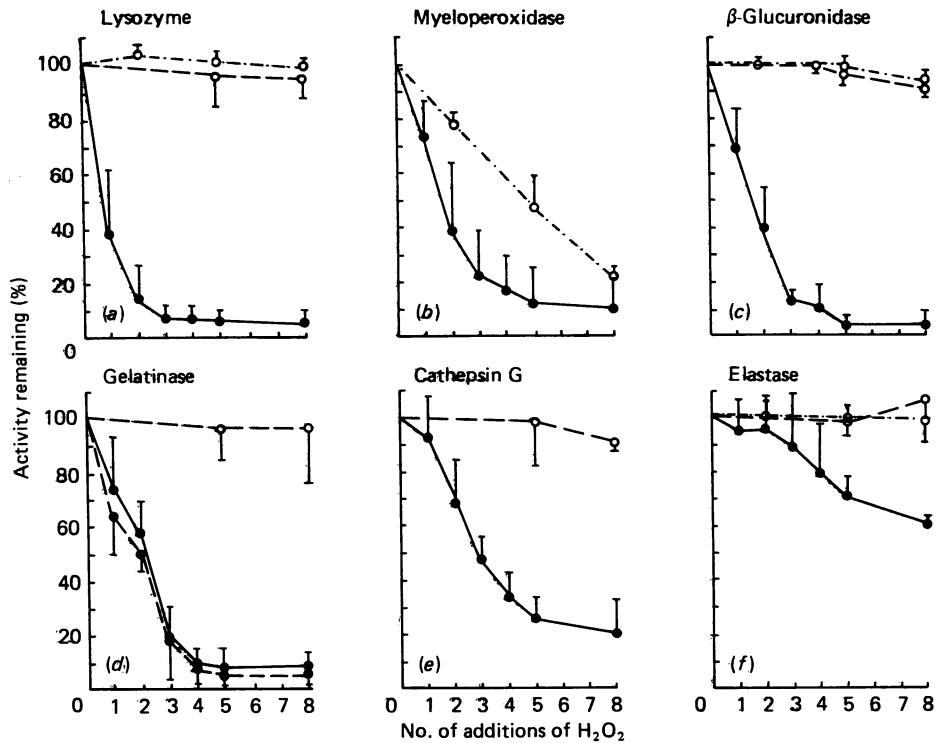 Lysozyme
Myeloperoxidase
β-Glucuronidase
100
80
60
40
20
0
(a)
(b)
(c)
Activity remaining (%)
Gelatinase
Cathepsin G
Elastase
100
80
60
40
20
(d)
(e)
(f)
0 1 2 3 4 5 6 7 8
0 1 2 3 4 5 6 7 8
0 1 2 3 4 5 6 7 8
No. of additions of H₂O₂